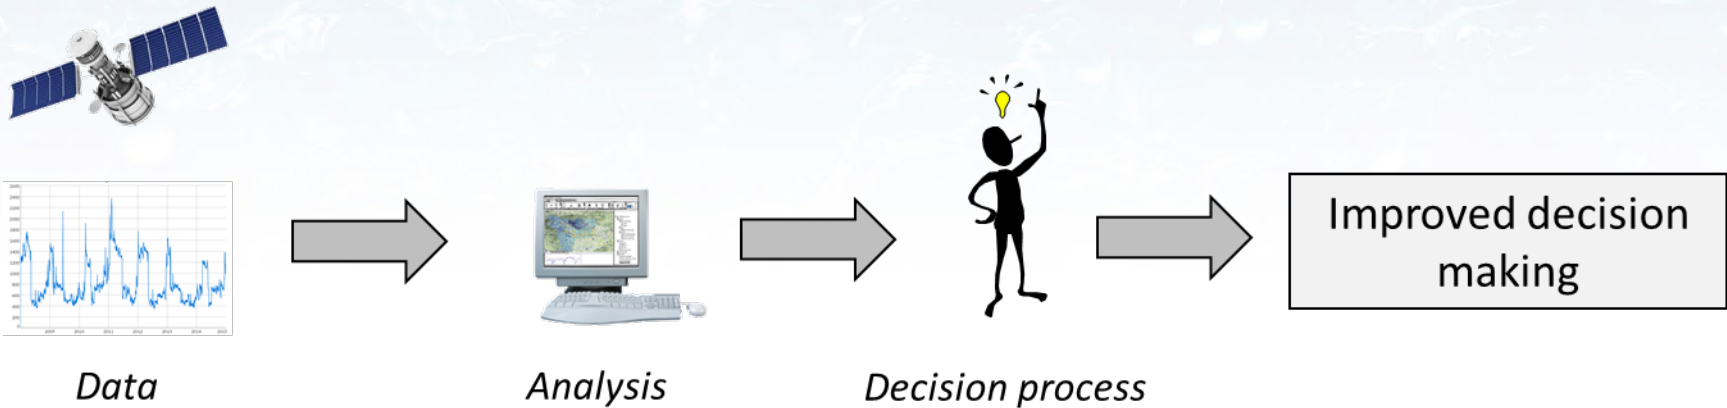 Improved decision
making
Data
Analysis
Decision process